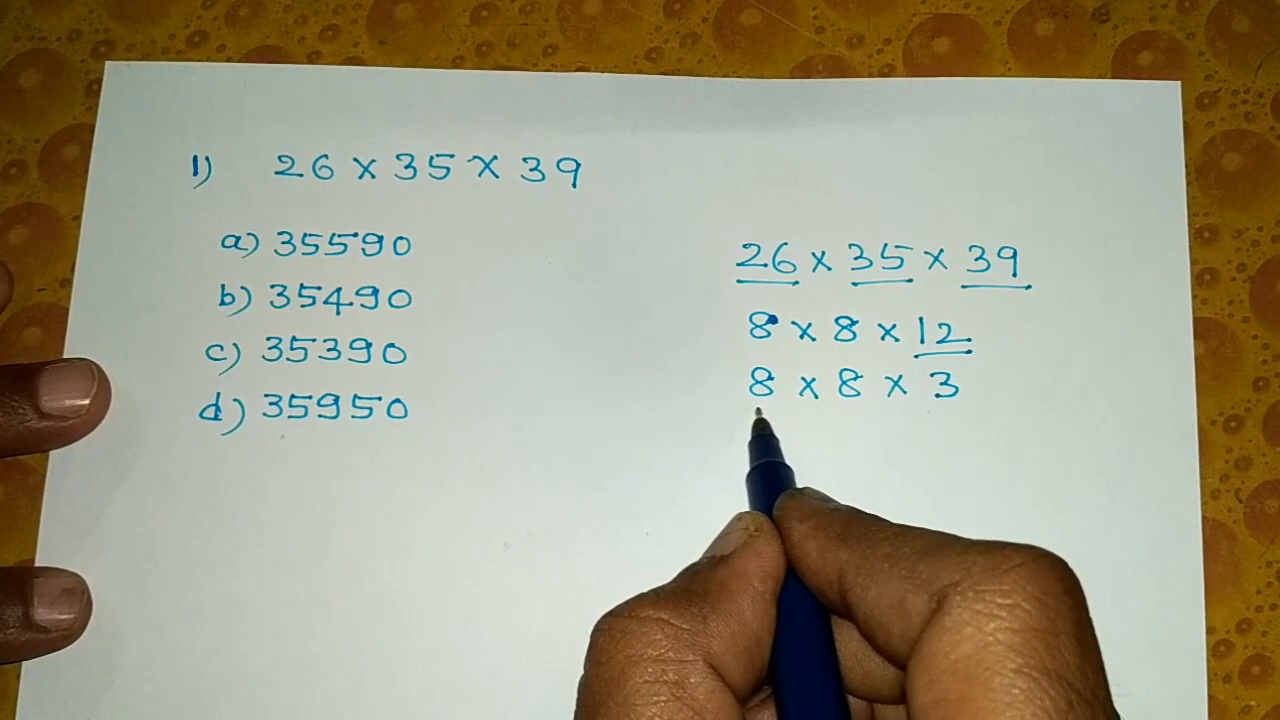 1) 26 × 35 × 39
a) 35590
b) 35490
c) 35390
d) 35950
26 × 35 × 39
8 × 8 × 12
8 × 8 × 3